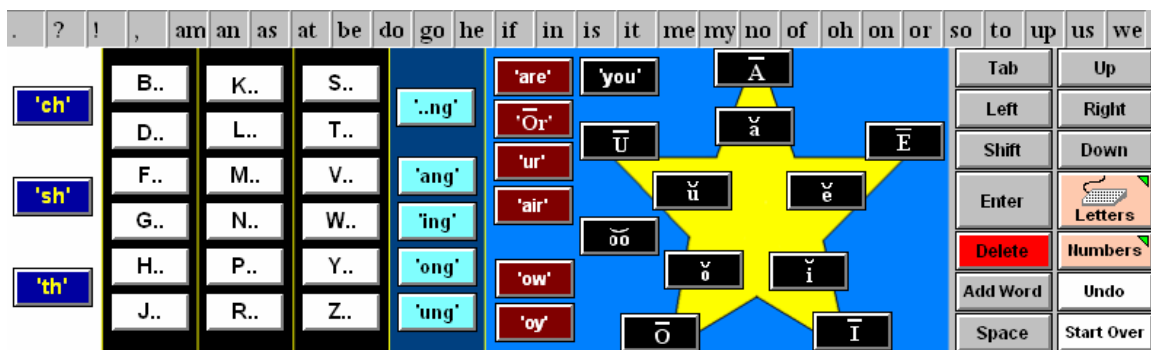 . ? ! , am an as at be do go he if in is it me my no of oh on or so to up us we
'ch'
'sh'
'th'
B.. K.. S..
D.. L.. T..
F.. M.. V..
G.. N.. W..
H.. P.. Y..
J.. R.. Z..
'..ng'
'ang'
'ing'
'ong'
'ung'
'are'
'Ōr'
'ur'
'air'
'ow'
'oy'
'you'
Ā
ă
Ū
Ē
ŭ
ĕ
o͝o
ŏ
ĭ
Ō
Ī
Tab Up
Left Right
Shift Down
Enter Letters
Delete Numbers
Add Word Undo
Space Start Over